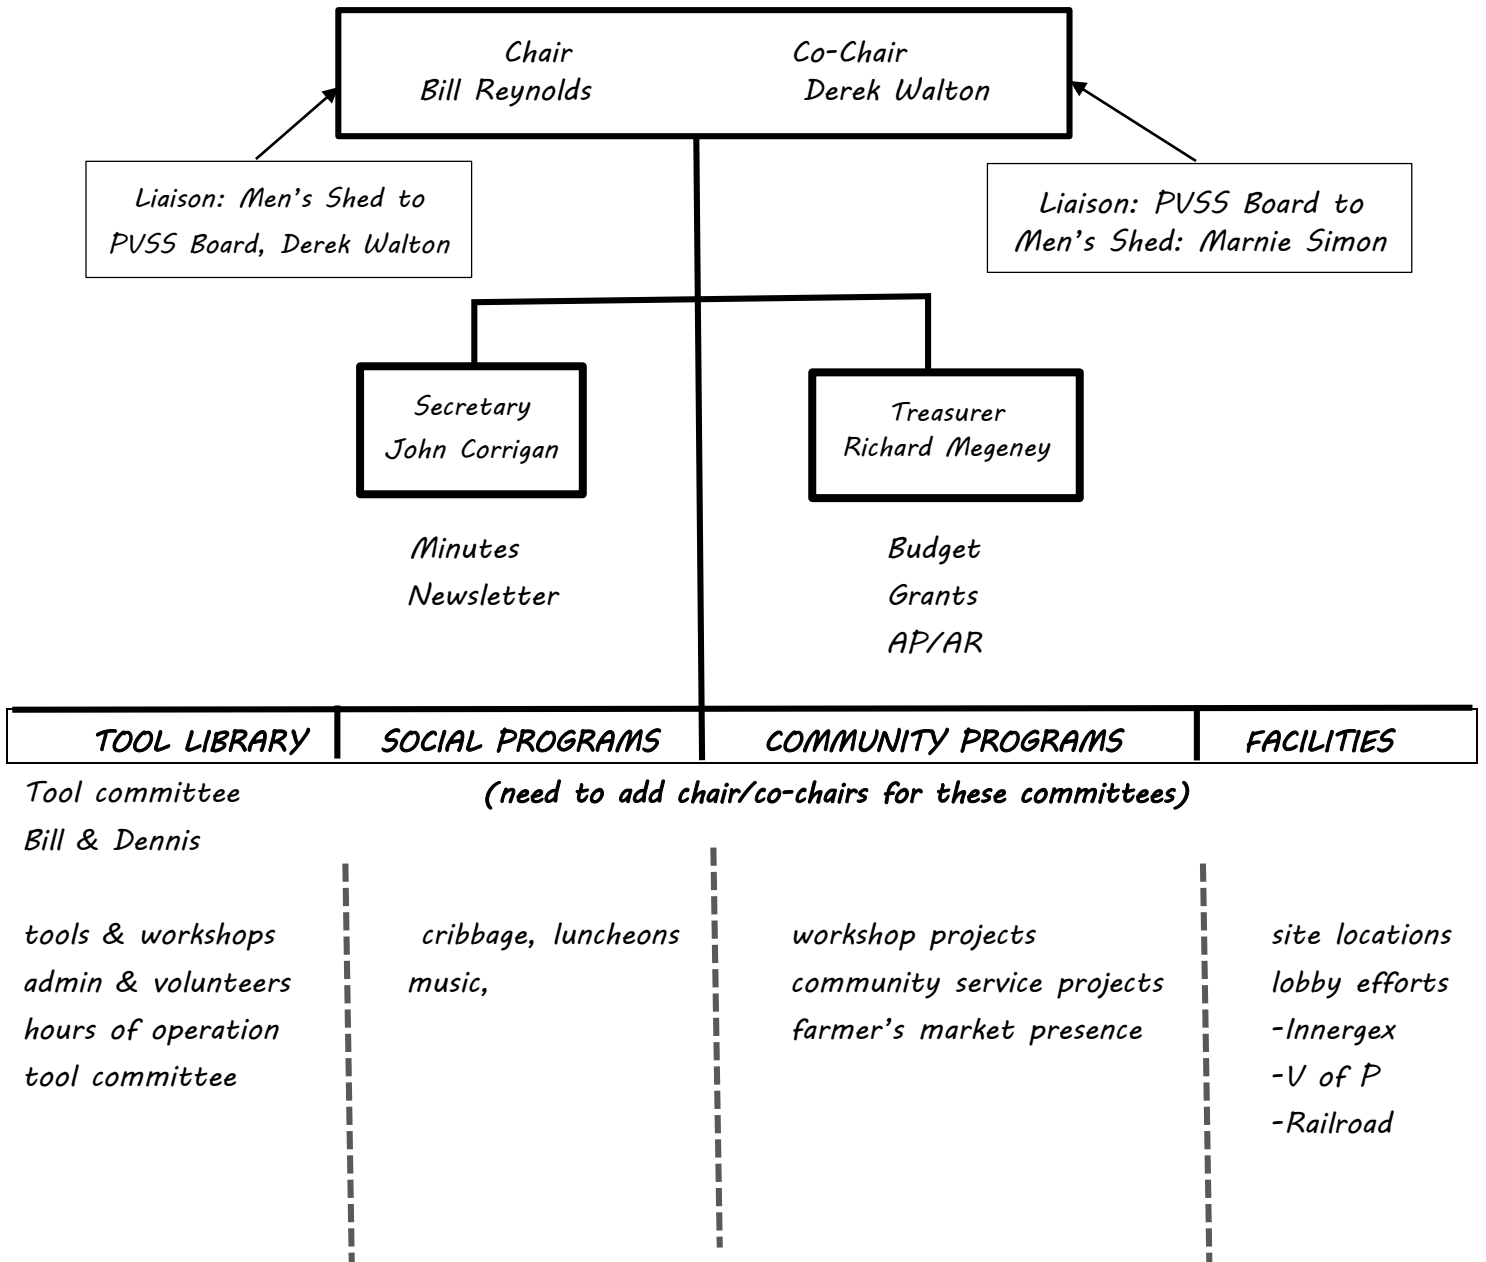 Chair Co-Chair
Bill Reynolds Derek Walton
Liaison: Men's Shed to
PVSS Board, Derek Walton
Liaison: PVSS Board to
Men's Shed: Marnie Simon
Secretary
John Corrigan
Treasurer
Richard Megeney
Minutes
Newsletter
Budget
Grants
AP/AR
TOOL LIBRARY SOCIAL PROGRAMS COMMUNITY PROGRAMS FACILITIES
Tool committee (need to add chair/co-chairs for these committees)
Bill & Dennis
tools & workshops
admin & volunteers
hours of operation
tool committee
cribbage, luncheons
music,
workshop projects
community service projects
farmer's market presence
site locations
lobby efforts
-Innergex
-V of P
-Railroad